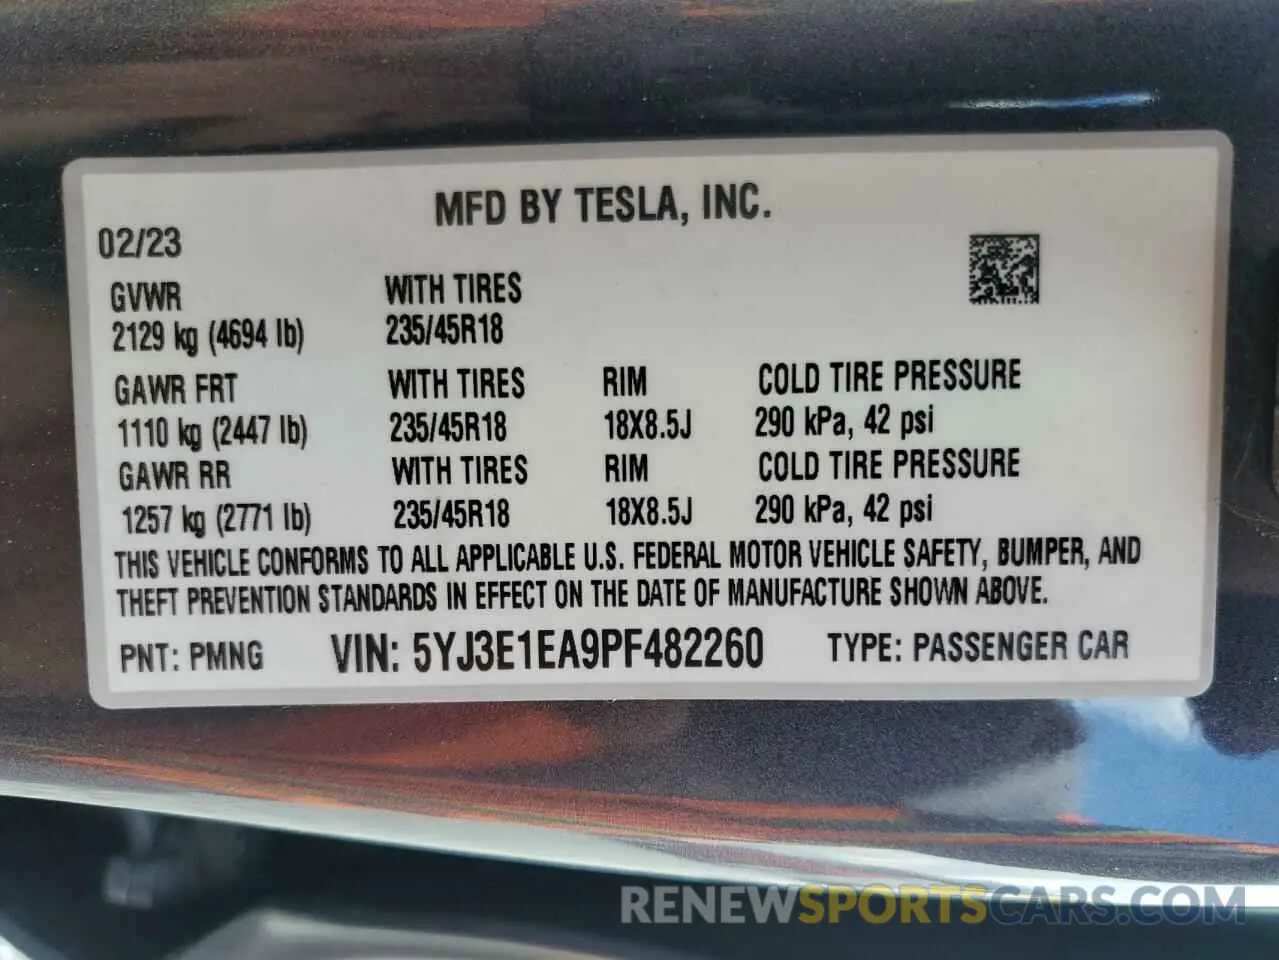 MFD BY TESLA, INC.
02/23
GVWR WITH TIRES
2129 kg (4694 lb) 235/45R18
GAWR FRT WITH TIRES RIM COLD TIRE PRESSURE
1110 kg (2447 lb) 235/45R18 18X8.5J 290 kPa, 42 psi
GAWR RR WITH TIRES RIM COLD TIRE PRESSURE
1257 kg (2771 lb) 235/45R18 18X8.5J 290 kPa, 42 psi
THIS VEHICLE CONFORMS TO ALL APPLICABLE U.S. FEDERAL MOTOR VEHICLE SAFETY, BUMPER, AND
THEFT PREVENTION STANDARDS IN EFFECT ON THE DATE OF MANUFACTURE SHOWN ABOVE.
PNT: PMNG VIN: 5YJ3E1EA9PF482260 TYPE: PASSENGER CAR
RENEWSPORTSCARS.COM